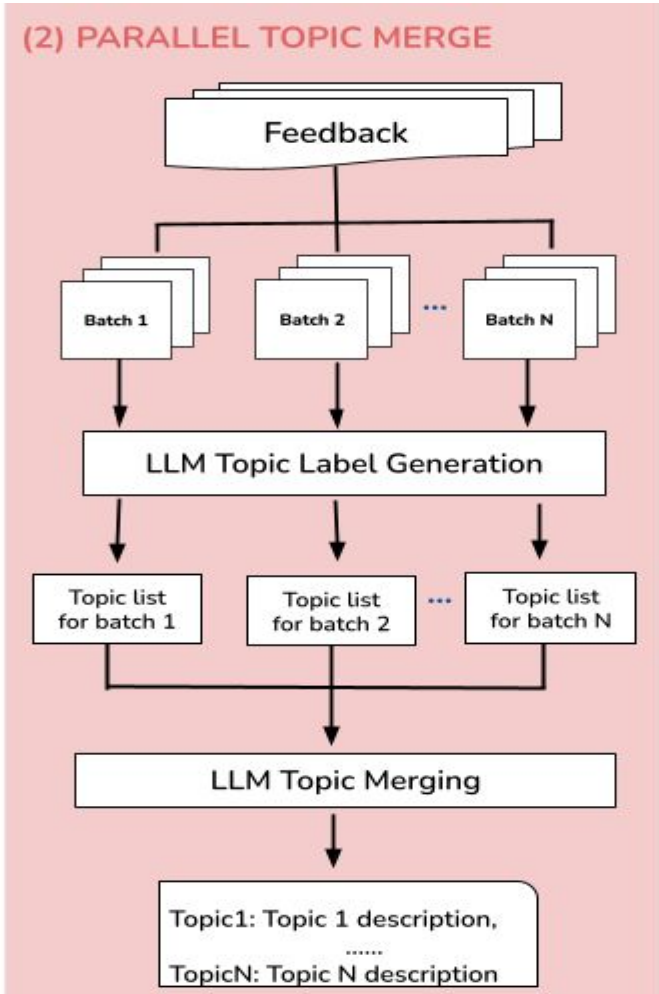 (2) PARALLEL TOPIC MERGE
Feedback
Batch 1
Batch 2
...
Batch N
LLM Topic Label Generation
Topic list
for batch 1
Topic list
for batch 2
...
Topic list
for batch N
LLM Topic Merging
Topic1: Topic 1 description,
......
TopicN: Topic N description